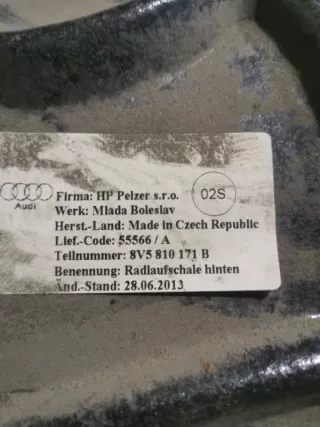 Firma: HP Pelzer s.r.o.
02S
Audi
Werk: Mlada Boleslav
Herst.-Land: Made in Czech Republic
Lief.-Code: 55566 / A
Teilnummer: 8V5 810 171 B
Benennung: Radlaufschale hinten
Änd.-Stand: 28.06.2013